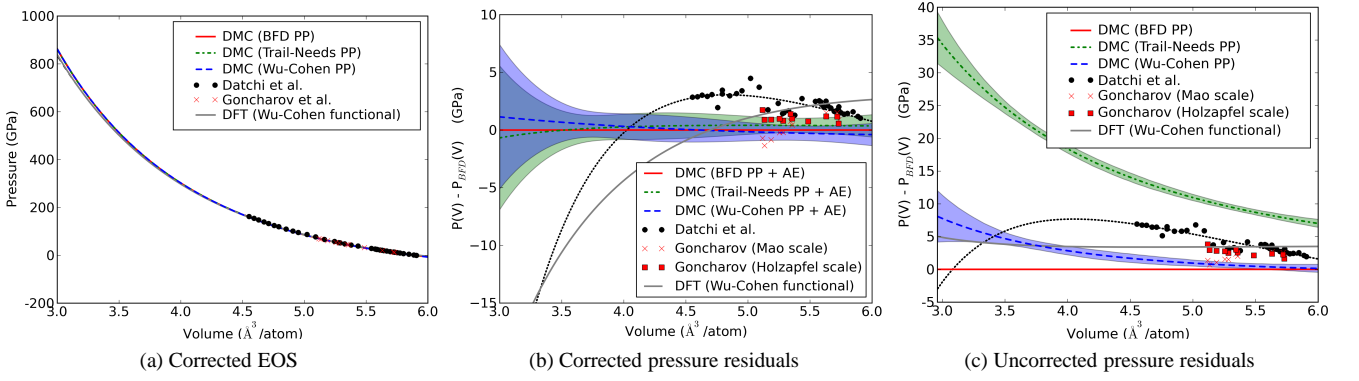 1000
800
600
400
200
0
-200
3.0 3.5 4.0 4.5 5.0 5.5 6.0
Pressure (GPa)
Volume (Å³/atom)
DMC (BFD PP)
DMC (Trail-Needs PP)
DMC (Wu-Cohen PP)
Datchi et al.
Goncharov et al.
DFT (Wu-Cohen functional)
(a) Corrected EOS
10
5
0
−5
−10
−15
3.0 3.5 4.0 4.5 5.0 5.5 6.0
P(V) - P_BFD(V) (GPa)
Volume (Å³/atom)
DMC (BFD PP + AE)
DMC (Trail-Needs PP + AE)
DMC (Wu-Cohen PP + AE)
Datchi et al.
Goncharov (Mao scale)
Goncharov (Holzapfel scale)
DFT (Wu-Cohen functional)
(b) Corrected pressure residuals
40
35
30
25
20
15
10
5
0
-5
3.0 3.5 4.0 4.5 5.0 5.5 6.0
P(V) - P_BFD(V) (GPa)
Volume (Å³/atom)
DMC (BFD PP)
DMC (Trail-Needs PP)
DMC (Wu-Cohen PP)
Datchi et al.
Goncharov (Mao scale)
Goncharov (Holzapfel scale)
DFT (Wu-Cohen functional)
(c) Uncorrected pressure residuals